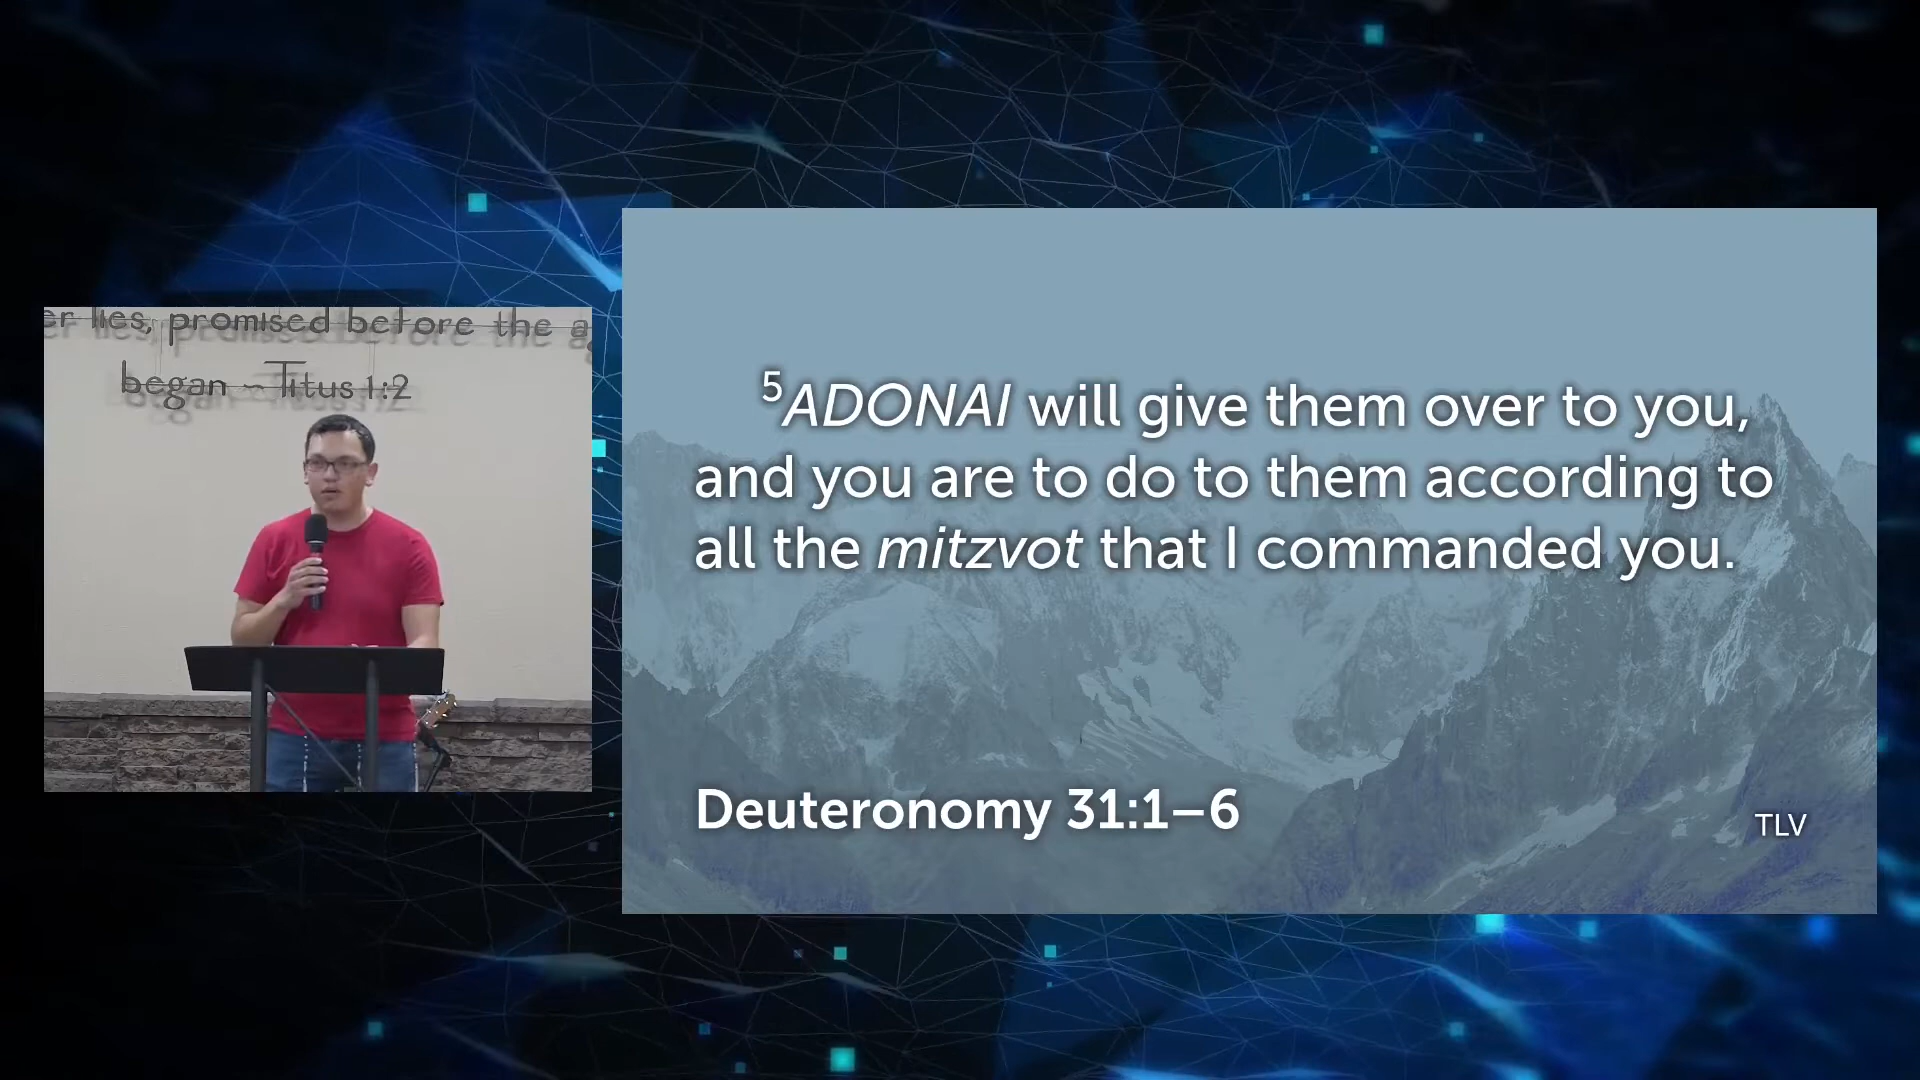 er lies, promised before the a
began ~ Titus 1:2
5ADONAI will give them over to you,
and you are to do to them according to
all the mitzvot that I commanded you.
Deuteronomy 31:1–6
TLV